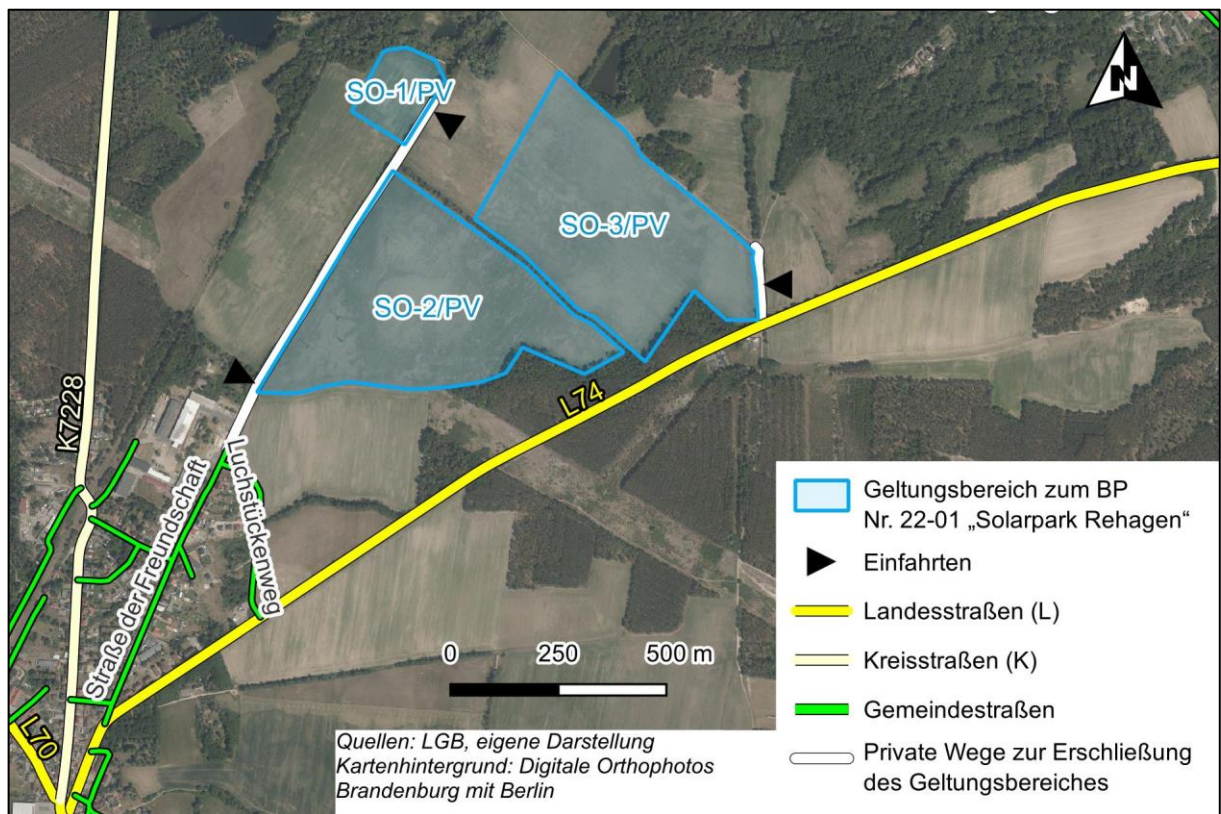 SO-1/PV
N
SO-3/PV
SO-2/PV
K7228
L74
Luchstückenweg
Straße der Freundschaft
L70
0 250 500 m
Quellen: LGB, eigene Darstellung
Kartenhintergrund: Digitale Orthophotos
Brandenburg mit Berlin
Geltungsbereich zum BP
Nr. 22-01 „Solarpark Rehagen“
Einfahrten
Landesstraßen (L)
Kreisstraßen (K)
Gemeindestraßen
Private Wege zur Erschließung
des Geltungsbereiches